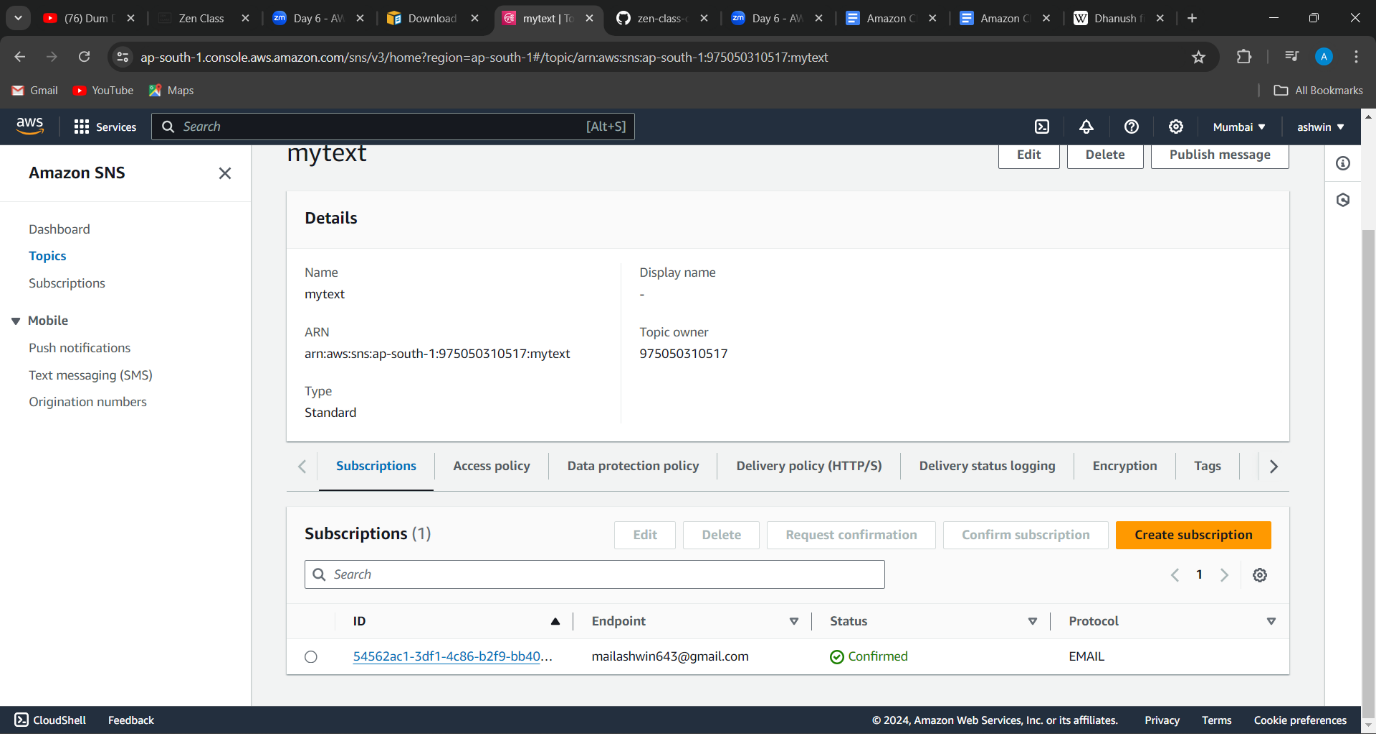 (76) Dum D
Zen Class
Day 6 - AW
Download
mytext | To
zen-class-
Day 6 - AW
Amazon C
Amazon C
Dhanush f
ap-south-1.console.aws.amazon.com/sns/v3/home?region=ap-south-1#/topic/arn:aws:sns:ap-south-1:975050310517:mytext
A
Gmail
YouTube
Maps
All Bookmarks
aws
Services
Search
[Alt+S]
Mumbai
ashwin
Amazon SNS
Dashboard
Topics
Subscriptions
Mobile
Push notifications
Text messaging (SMS)
Origination numbers
mytext
Edit
Delete
Publish message
Details
Name
mytext
Display name
-
ARN
arn:aws:sns:ap-south-1:975050310517:mytext
Topic owner
975050310517
Type
Standard
Subscriptions
Access policy
Data protection policy
Delivery policy (HTTP/S)
Delivery status logging
Encryption
Tags
Subscriptions (1)
Edit
Delete
Request confirmation
Confirm subscription
Create subscription
Search
1
ID
Endpoint
Status
Protocol
54562ac1-3df1-4c86-b2f9-bb40...
mailashwin643@gmail.com
Confirmed
EMAIL
CloudShell
Feedback
© 2024, Amazon Web Services, Inc. or its affiliates.
Privacy
Terms
Cookie preferences